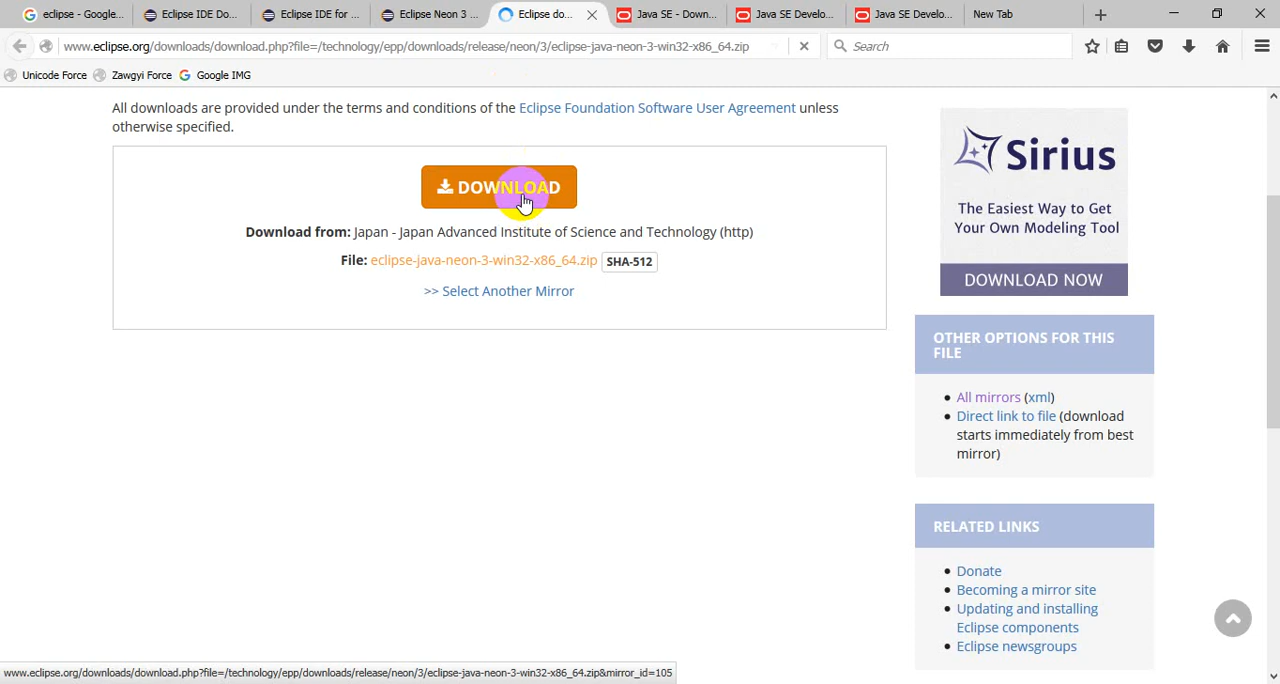 eclipse - Google...
Eclipse IDE Do...
Eclipse IDE for ...
Eclipse Neon 3 ...
Eclipse do...
Java SE - Down...
Java SE Develo...
Java SE Develo...
New Tab
www.eclipse.org/downloads/download.php?file=/technology/epp/downloads/release/neon/3/eclipse-java-neon-3-win32-x86_64.zip
Search
Unicode Force
Zawgyi Force
Google IMG
All downloads are provided under the terms and conditions of the Eclipse Foundation Software User Agreement unless
otherwise specified.
DOWNLOAD
Download from: Japan - Japan Advanced Institute of Science and Technology (http)
File: eclipse-java-neon-3-win32-x86_64.zip SHA-512
>> Select Another Mirror
Sirius
The Easiest Way to Get
Your Own Modeling Tool
DOWNLOAD NOW
OTHER OPTIONS FOR THIS
FILE
All mirrors (xml)
Direct link to file (download
starts immediately from best
mirror)
RELATED LINKS
Donate
Becoming a mirror site
Updating and installing
Eclipse components
Eclipse newsgroups
www.eclipse.org/downloads/download.php?file=/technology/epp/downloads/release/neon/3/eclipse-java-neon-3-win32-x86_64.zip&mirror_id=105